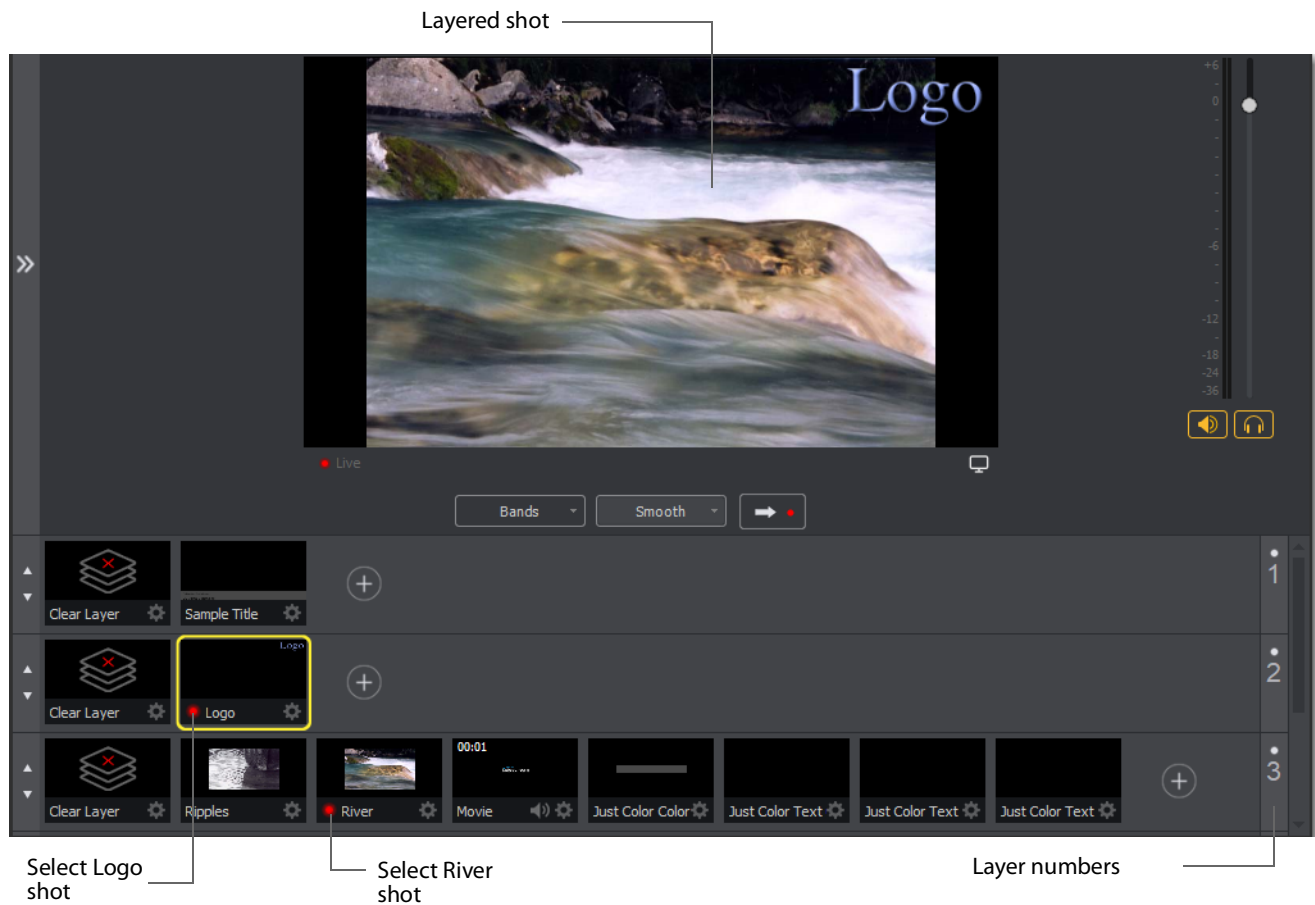 Layered shot
Logo
+6
-
0
-
-
-
-
-
-6
-
-
-
-12
-
-18
-24
-36
Live
Bands
Smooth
Clear Layer
Sample Title
1
Clear Layer
Logo
Logo
2
00:01
Clear Layer
Ripples
River
Movie
Just Color Color
Just Color Text
Just Color Text
Just Color Text
3
Select Logo
shot
Select River
shot
Layer numbers